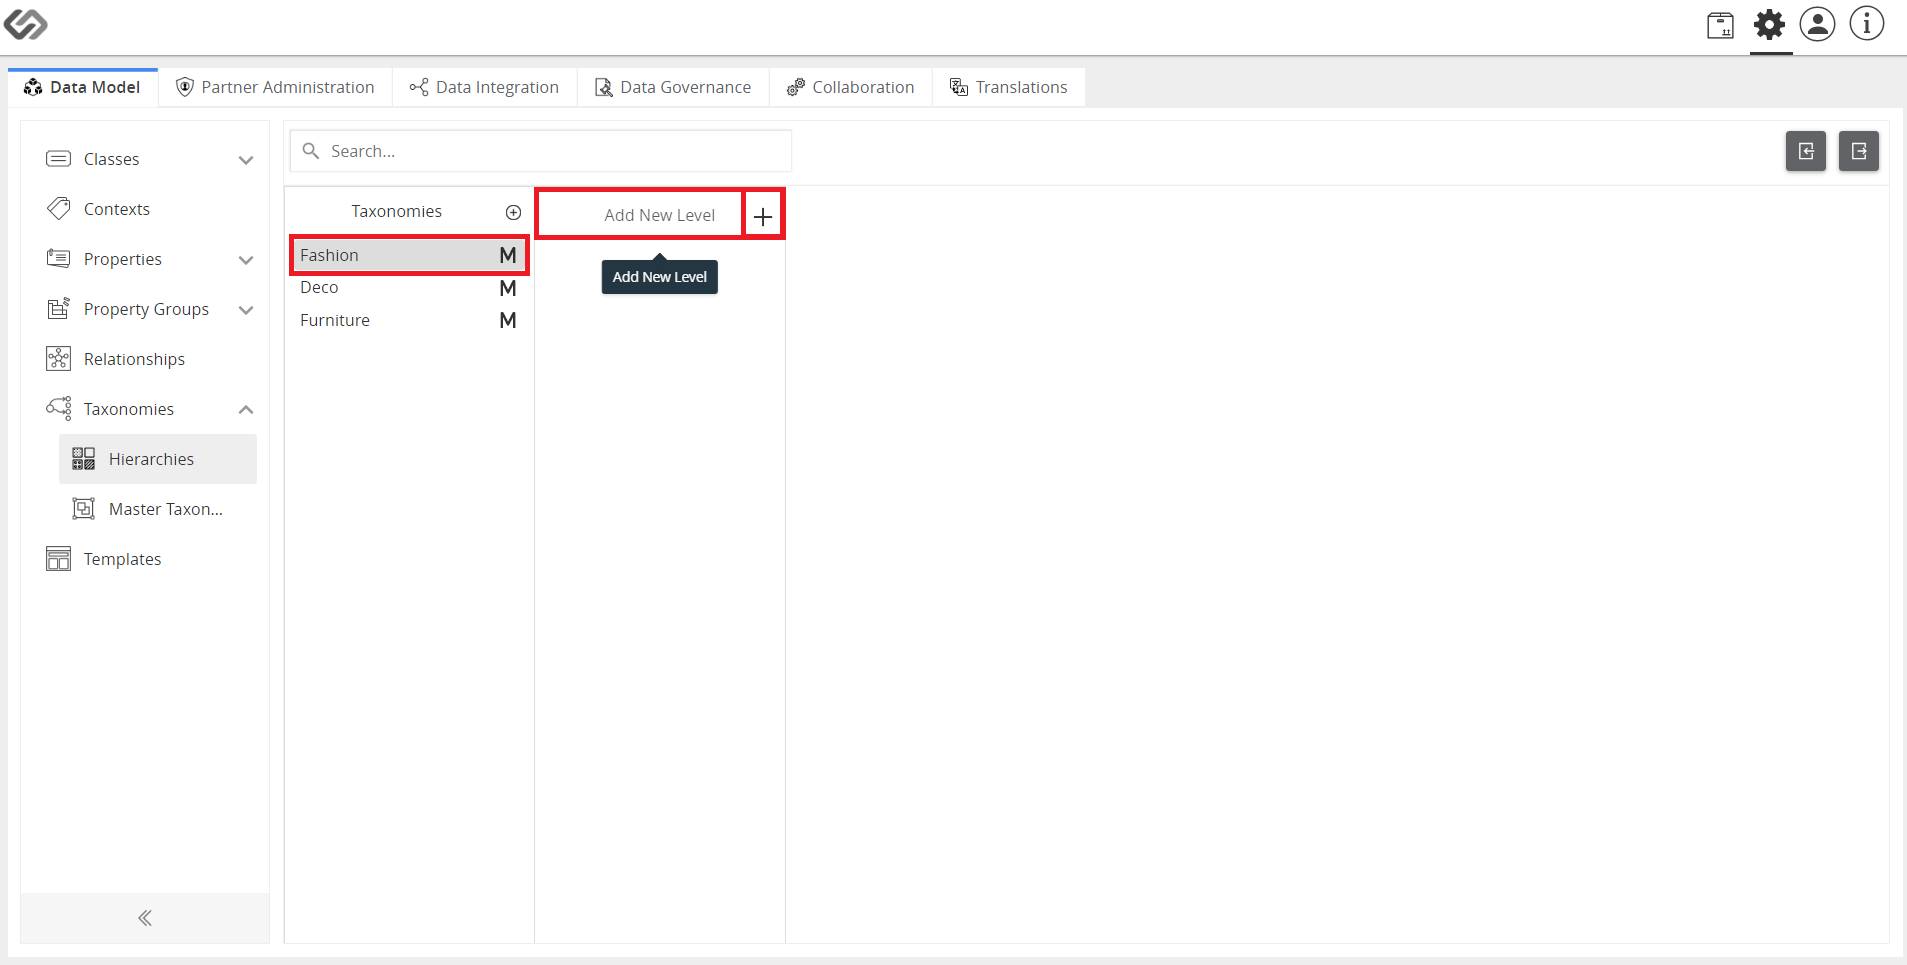 Data Model
Partner Administration
Data Integration
Data Governance
Collaboration
Translations
Classes
Contexts
Properties
Property Groups
Relationships
Taxonomies
Hierarchies
Master Taxon...
Templates
Search...
Taxonomies
Fashion M
Deco M
Furniture M
Add New Level
Add New Level